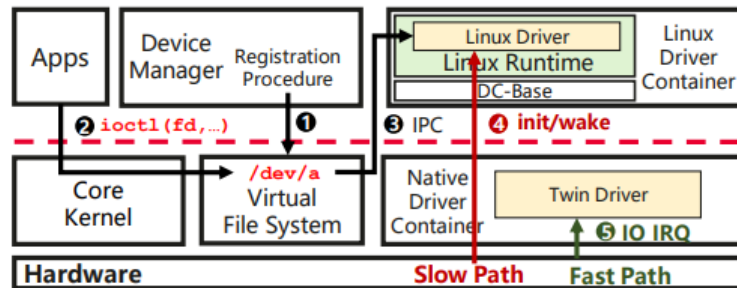 Apps
Device
Manager
Registration
Procedure
Linux Driver
Linux Runtime
DC-Base
Linux
Driver
Container
❷ ioctl(fd,…)
❶
❸ IPC
❹ init/wake
Core
Kernel
/dev/a
Virtual
File System
Native
Driver
Container
Twin Driver
❺ IO IRQ
Hardware
Slow Path
Fast Path